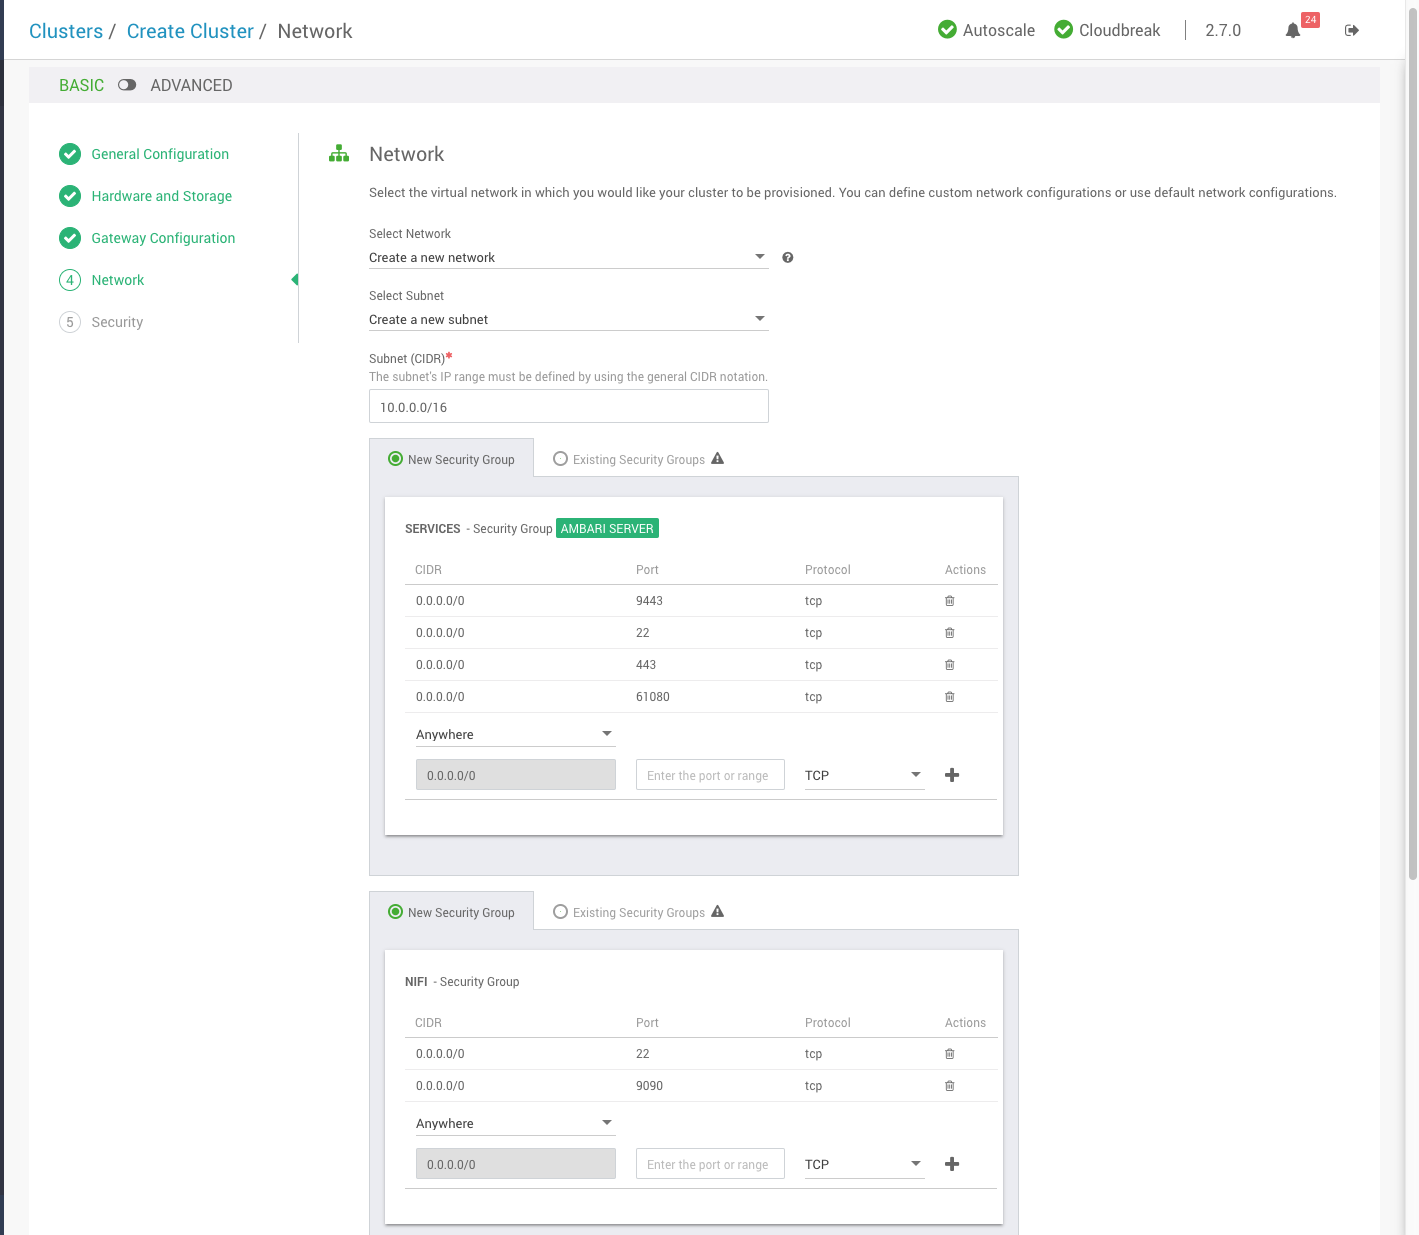 Clusters / Create Cluster / Network
Autoscale Cloudbreak 2.7.0 24
BASIC ADVANCED
General Configuration
Hardware and Storage
Gateway Configuration
4 Network
5 Security
Network
Select the virtual network in which you would like your cluster to be provisioned. You can define custom network configurations or use default network configurations.
Select Network
Create a new network
Select Subnet
Create a new subnet
Subnet (CIDR)*
The subnet's IP range must be defined by using the general CIDR notation.
10.0.0.0/16
New Security Group Existing Security Groups
SERVICES - Security Group AMBARI SERVER
CIDR Port Protocol Actions
0.0.0.0/0 9443 tcp
0.0.0.0/0 22 tcp
0.0.0.0/0 443 tcp
0.0.0.0/0 61080 tcp
Anywhere
0.0.0.0/0 Enter the port or range TCP
New Security Group Existing Security Groups
NIFI - Security Group
CIDR Port Protocol Actions
0.0.0.0/0 22 tcp
0.0.0.0/0 9090 tcp
Anywhere
0.0.0.0/0 Enter the port or range TCP